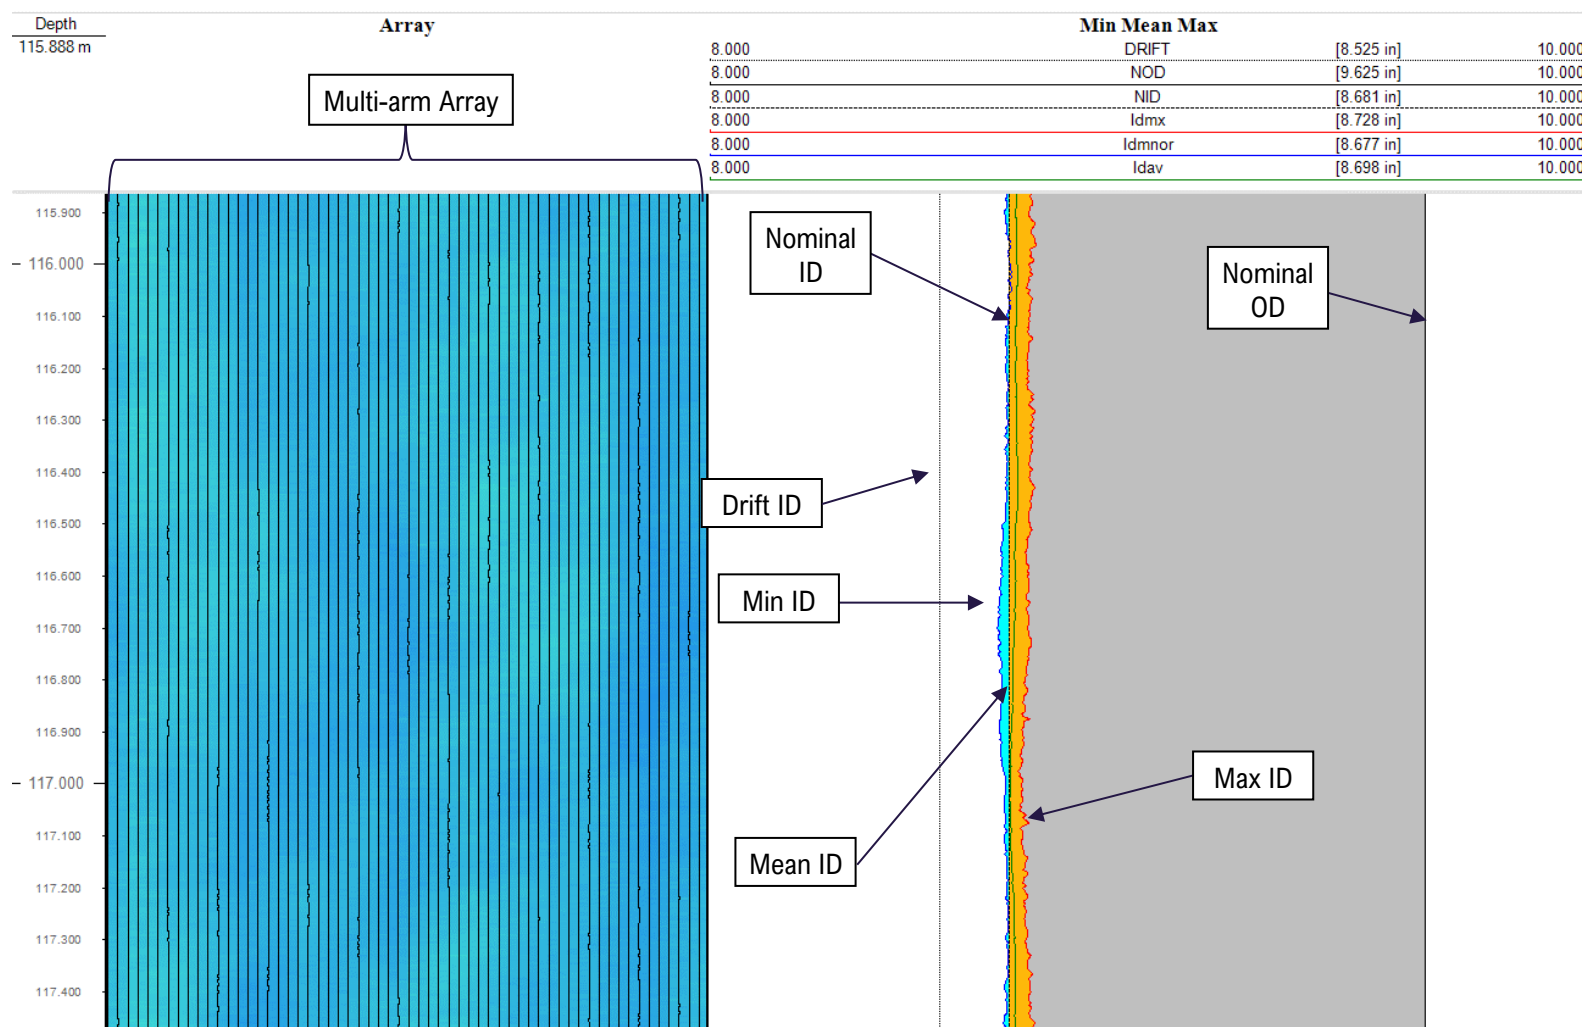 Depth
115.888 m
Array
Min Mean Max
8.000 DRIFT [8.525 in] 10.000
8.000 NOD [9.625 in] 10.000
8.000 NID [8.681 in] 10.000
8.000 Idmx [8.728 in] 10.000
8.000 Idmnor [8.677 in] 10.000
8.000 Idav [8.698 in] 10.000
Multi-arm Array
115.900
116.000
116.100
116.200
116.300
116.400
116.500
116.600
116.700
116.800
116.900
117.000
117.100
117.200
117.300
117.400
Nominal
ID
Nominal
OD
Drift ID
Min ID
Max ID
Mean ID